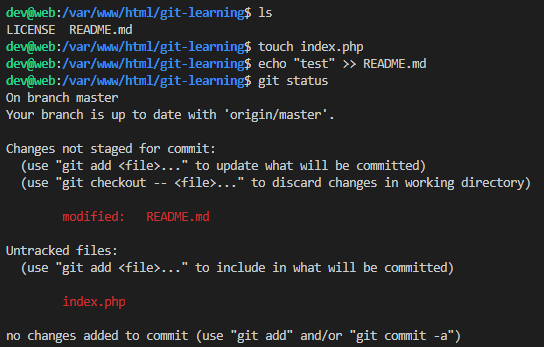 dev@web:/var/www/html/git-learning$ ls
LICENSE  README.md
dev@web:/var/www/html/git-learning$ touch index.php
dev@web:/var/www/html/git-learning$ echo "test" >> README.md
dev@web:/var/www/html/git-learning$ git status
On branch master
Your branch is up to date with 'origin/master'.

Changes not staged for commit:
  (use "git add <file>..." to update what will be committed)
  (use "git checkout -- <file>..." to discard changes in working directory)

        modified:   README.md

Untracked files:
  (use "git add <file>..." to include in what will be committed)

        index.php

no changes added to commit (use "git add" and/or "git commit -a")